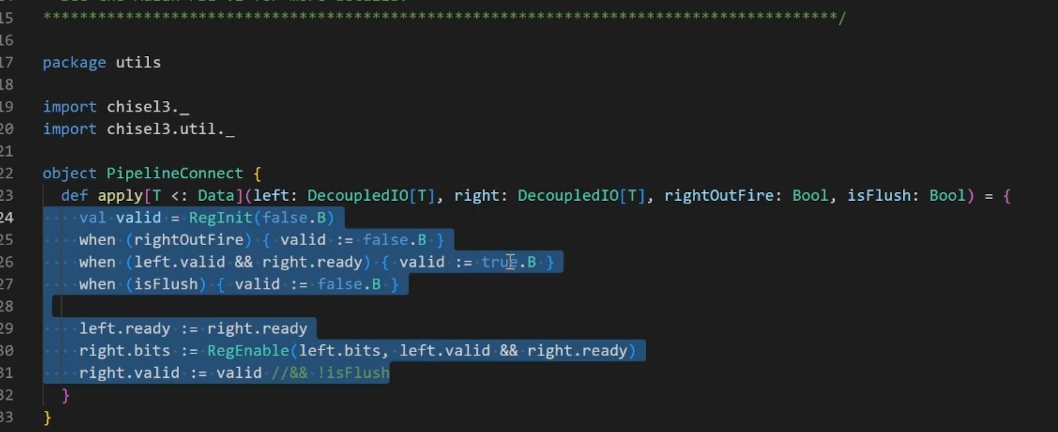 15 ******************************************************************************************/
16
17 package utils
18
19 import chisel3._
20 import chisel3.util._
21
22 object PipelineConnect {
23 def apply[T <: Data](left: DecoupledIO[T], right: DecoupledIO[T], rightOutFire: Bool, isFlush: Bool) = {
24 val valid = RegInit(false.B)
25 when (rightOutFire) { valid := false.B }
26 when (left.valid && right.ready) { valid := true.B }
27 when (isFlush) { valid := false.B }
28
29 left.ready := right.ready
30 right.bits := RegEnable(left.bits, left.valid && right.ready)
31 right.valid := valid //&& !isFlush
32 }
33 }